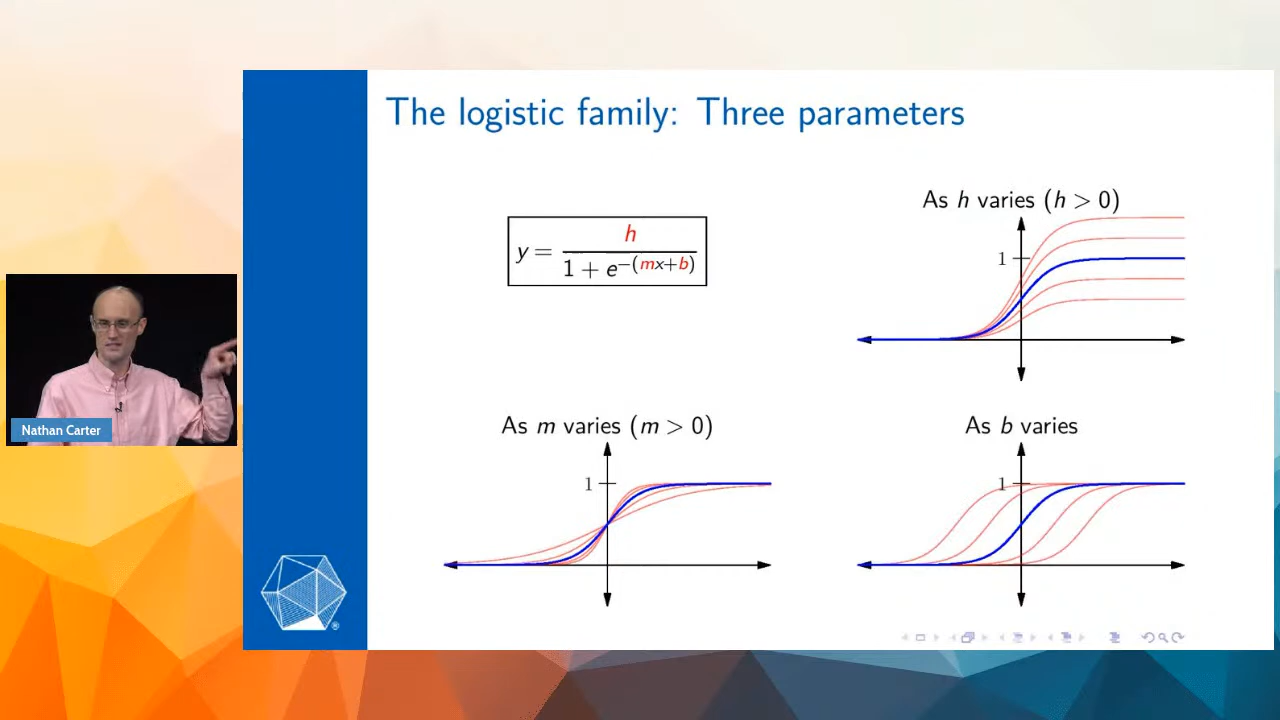 The logistic family: Three parameters
y = h / (1 + e^−(mx+b))
As h varies (h > 0)
1
As m varies (m > 0)
1
As b varies
1
Nathan Carter
®